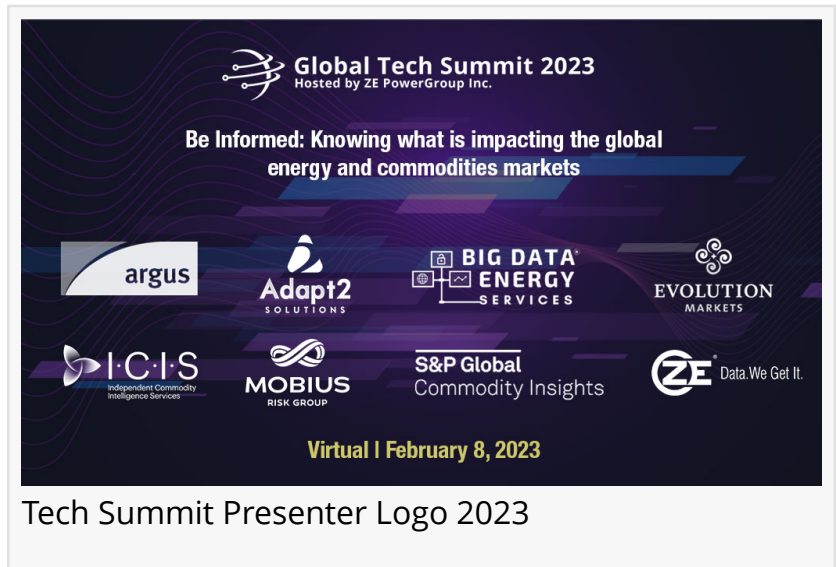 Global Tech Summit 2023
Hosted by ZE PowerGroup Inc.
Be Informed: Knowing what is impacting the global
energy and commodities markets
argus
Adapt2
SOLUTIONS
BIG DATA
ENERGY
SERVICES
EVOLUTION
MARKETS
I·C·I·S
Independent Commodity
Intelligence Services
MOBIUS
RISK GROUP
S&P Global
Commodity Insights
ZE® Data.We Get It.
Virtual | February 8, 2023
Tech Summit Presenter Logo 2023